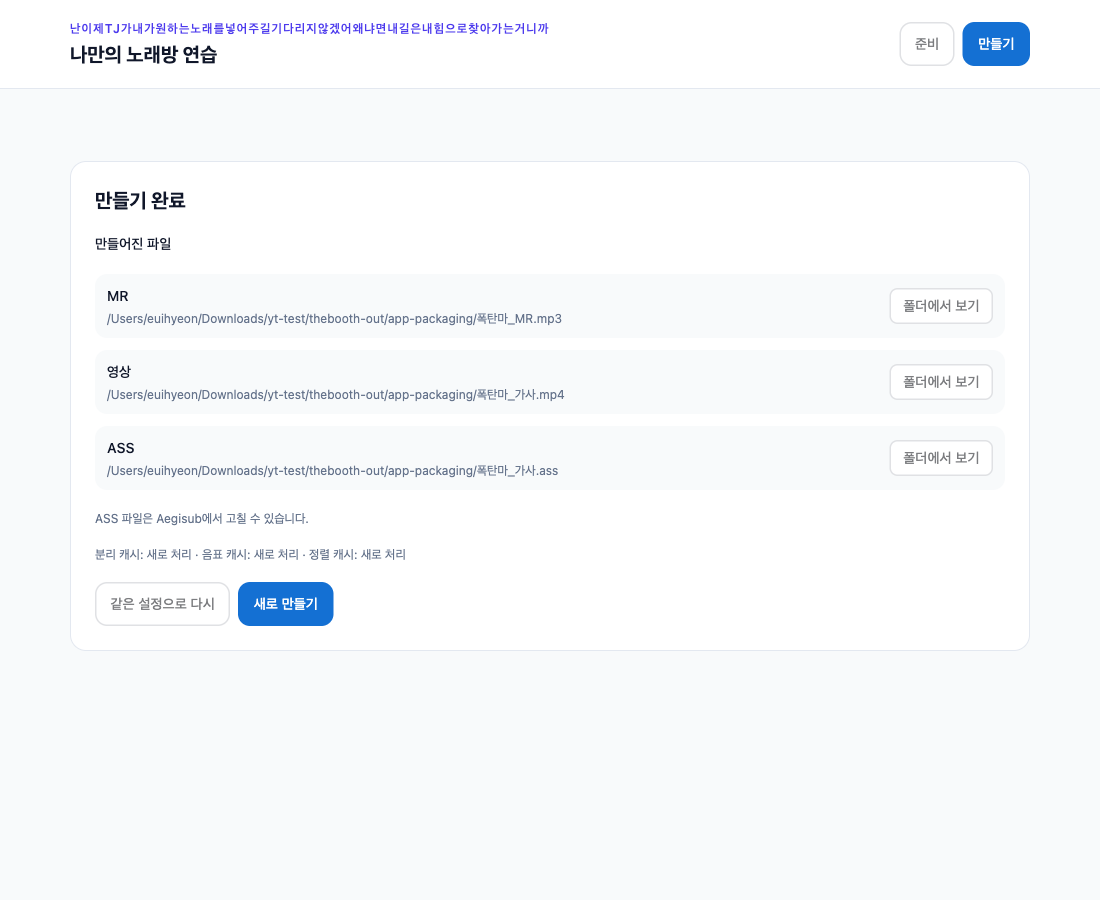 난이제TJ가내가원하는노래를넣어주길기다리지않겠어왜냐면내길은내힘으로찾아가는거니까
나만의 노래방 연습
준비
만들기
만들기 완료
만들어진 파일
MR
/Users/euihyeon/Downloads/yt-test/thebooth-out/app-packaging/폭탄마_MR.mp3
폴더에서 보기
영상
/Users/euihyeon/Downloads/yt-test/thebooth-out/app-packaging/폭탄마_가사.mp4
폴더에서 보기
ASS
/Users/euihyeon/Downloads/yt-test/thebooth-out/app-packaging/폭탄마_가사.ass
폴더에서 보기
ASS 파일은 Aegisub에서 고칠 수 있습니다.
분리 캐시: 새로 처리 · 음표 캐시: 새로 처리 · 정렬 캐시: 새로 처리
같은 설정으로 다시
새로 만들기